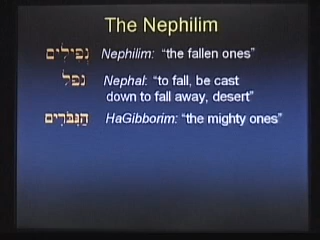 The Nephilim
נפילים Nephilim: “the fallen ones”
נפל Nephal: “to fall, be cast
down to fall away, desert”
הַגִּבֹּרִים HaGibborim: “the mighty ones”